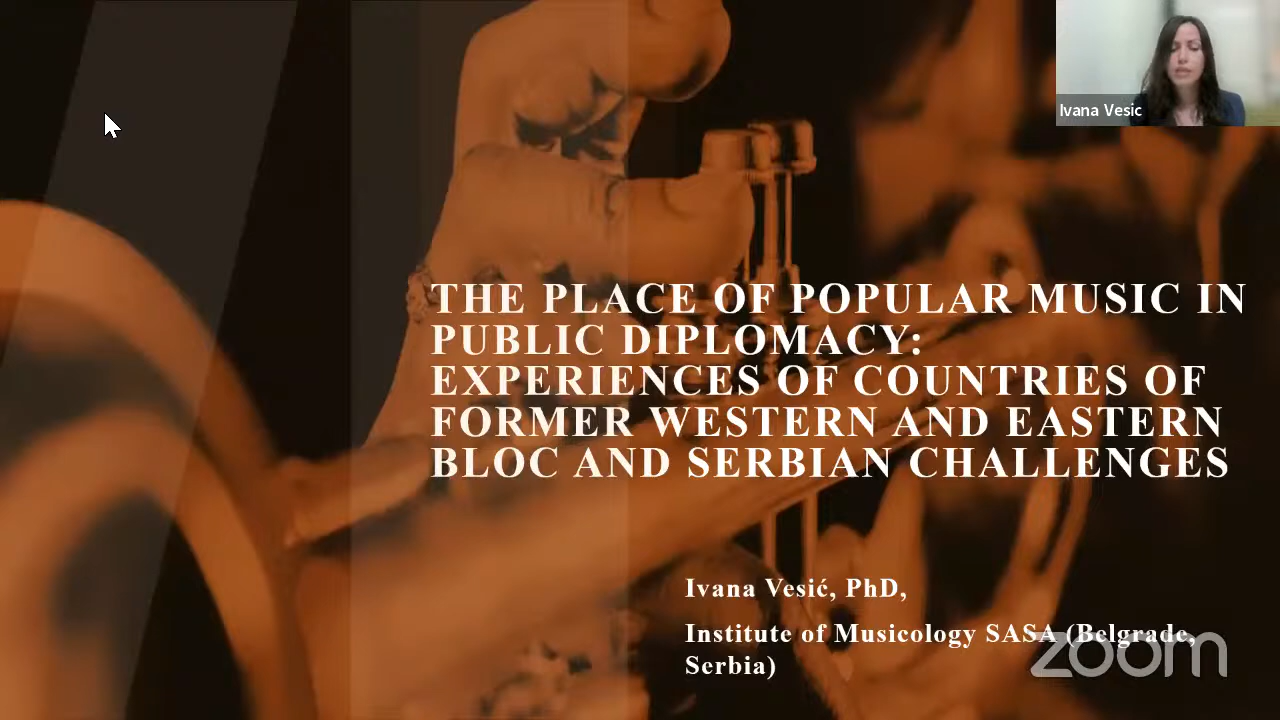 Ivana Vesic
THE PLACE OF POPULAR MUSIC IN
PUBLIC DIPLOMACY:
EXPERIENCES OF COUNTRIES OF
FORMER WESTERN AND EASTERN
BLOC AND SERBIAN CHALLENGES
Ivana Vesić, PhD,
Institute of Musicology SASA (Belgrade,
Serbia)
zoom